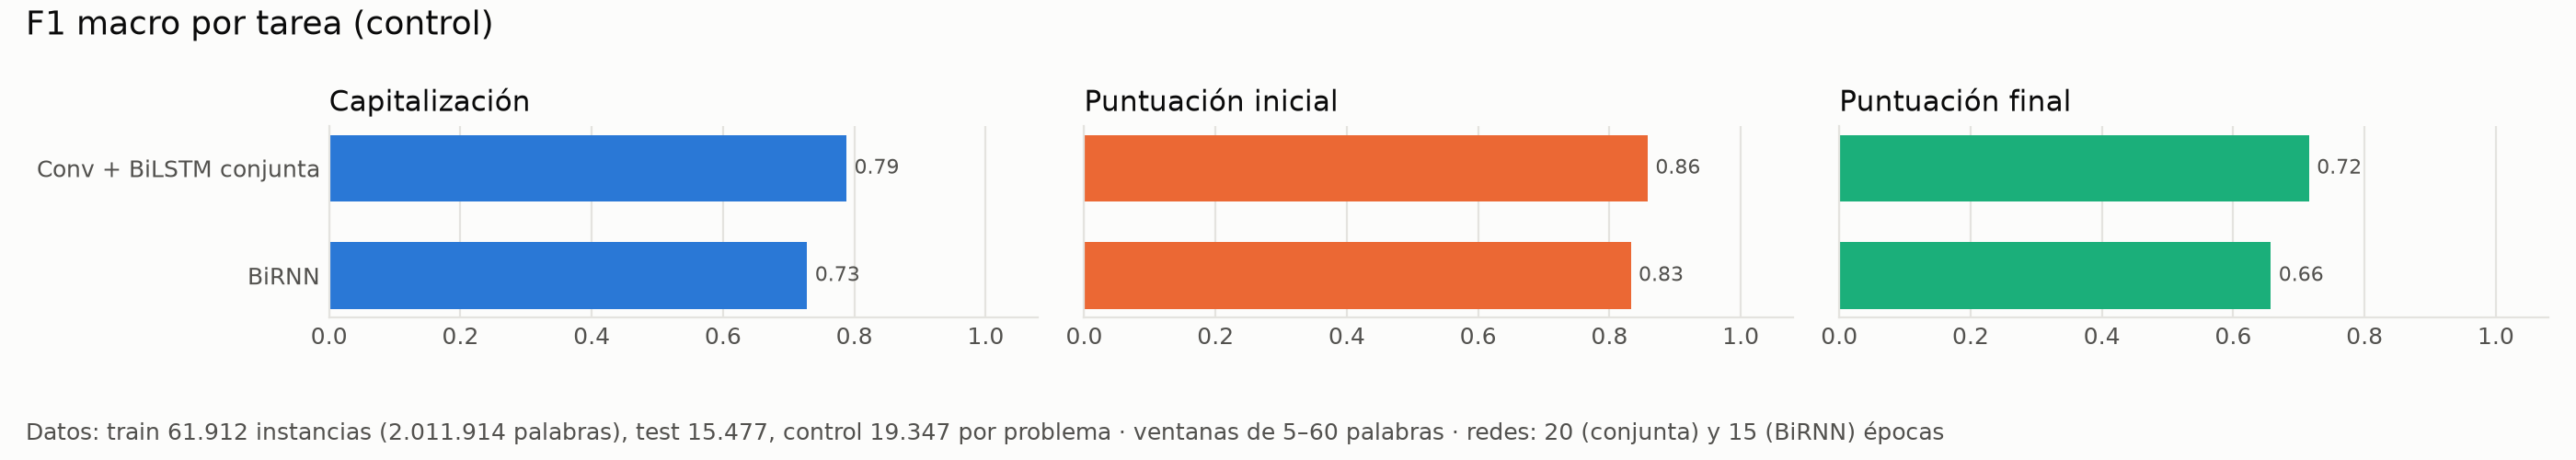 F1 macro por tarea (control)
Capitalización
Puntuación inicial
Puntuación final
Conv + BiLSTM conjunta
0.79
0.86
0.72
BiRNN
0.73
0.83
0.66
0.0 0.2 0.4 0.6 0.8 1.0
0.0 0.2 0.4 0.6 0.8 1.0
0.0 0.2 0.4 0.6 0.8 1.0
Datos: train 61.912 instancias (2.011.914 palabras), test 15.477, control 19.347 por problema · ventanas de 5–60 palabras · redes: 20 (conjunta) y 15 (BiRNN) épocas